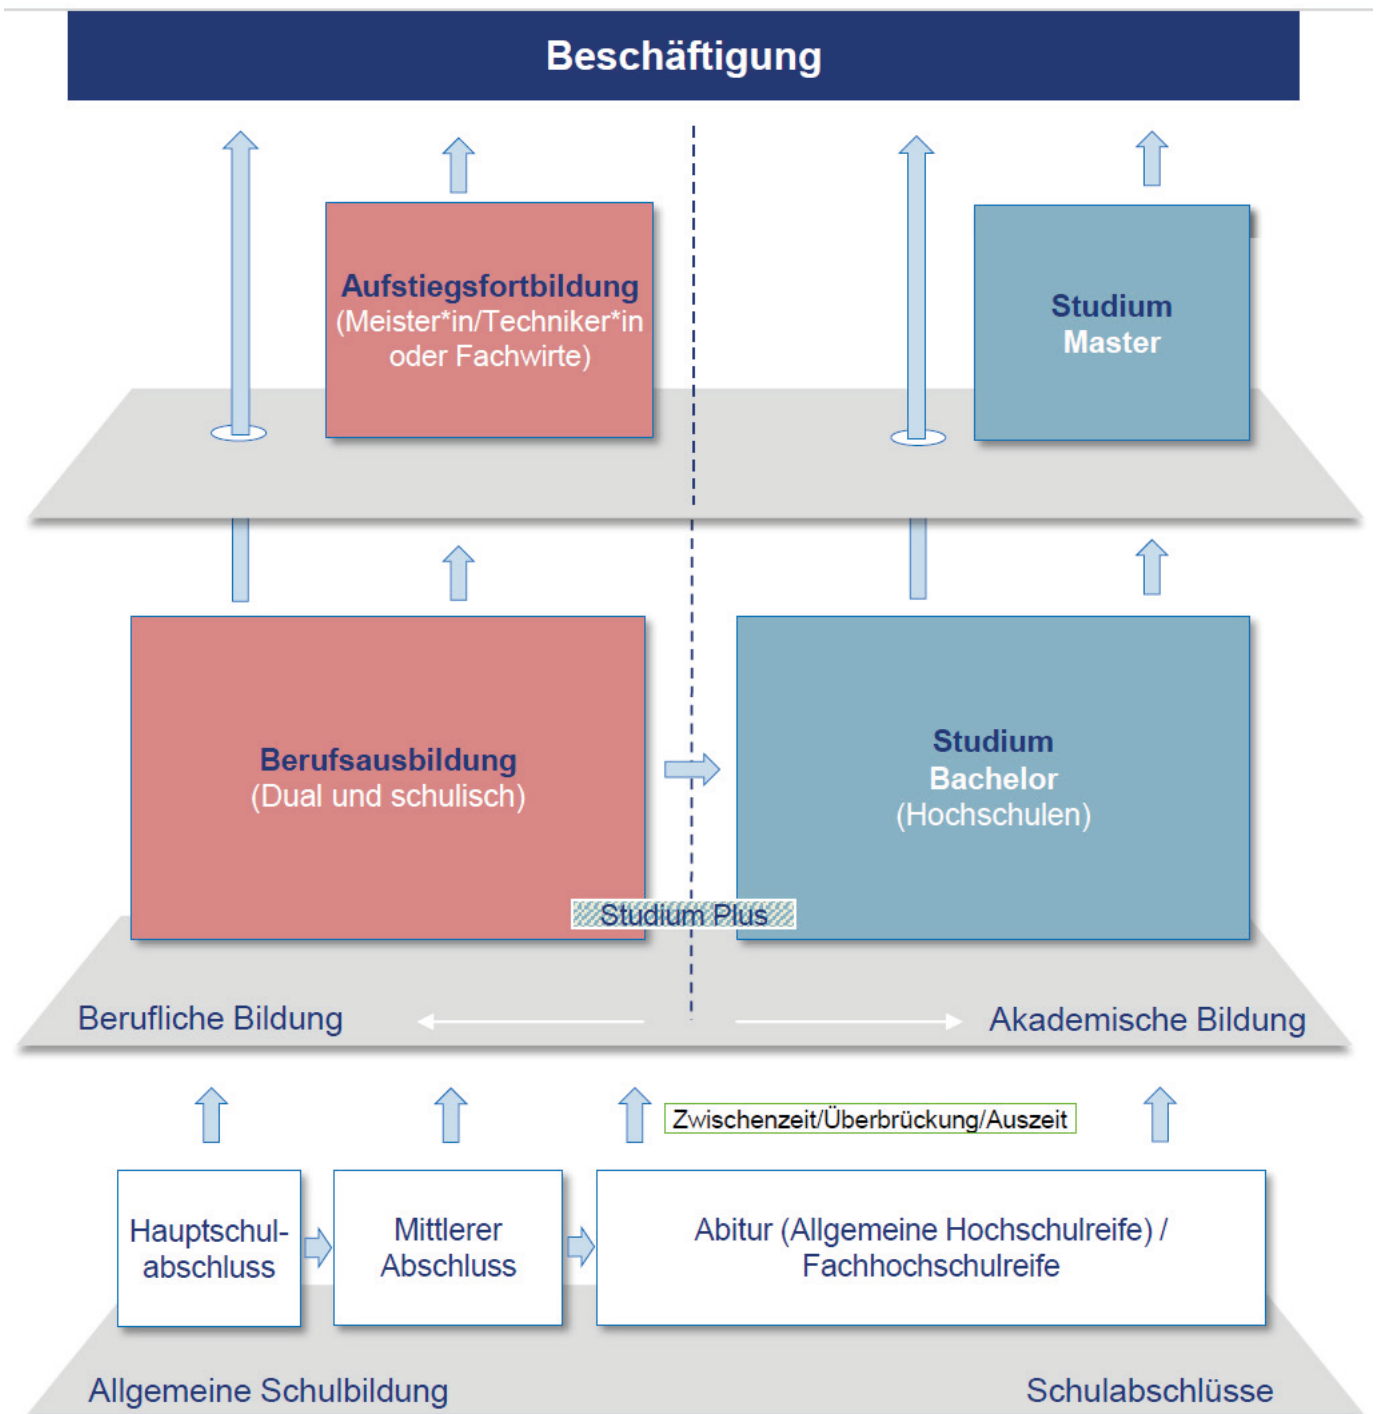 Beschäftigung
Aufstiegsfortbildung
(Meister*in/Techniker*in
oder Fachwirte)
Studium
Master
Berufsausbildung
(Dual und schulisch)
Studium
Bachelor
(Hochschulen)
Studium Plus
Berufliche Bildung
Akademische Bildung
Zwischenzeit/Überbrückung/Auszeit
Hauptschul-
abschluss
Mittlerer
Abschluss
Abitur (Allgemeine Hochschulreife) /
Fachhochschulreife
Allgemeine Schulbildung
Schulabschlüsse